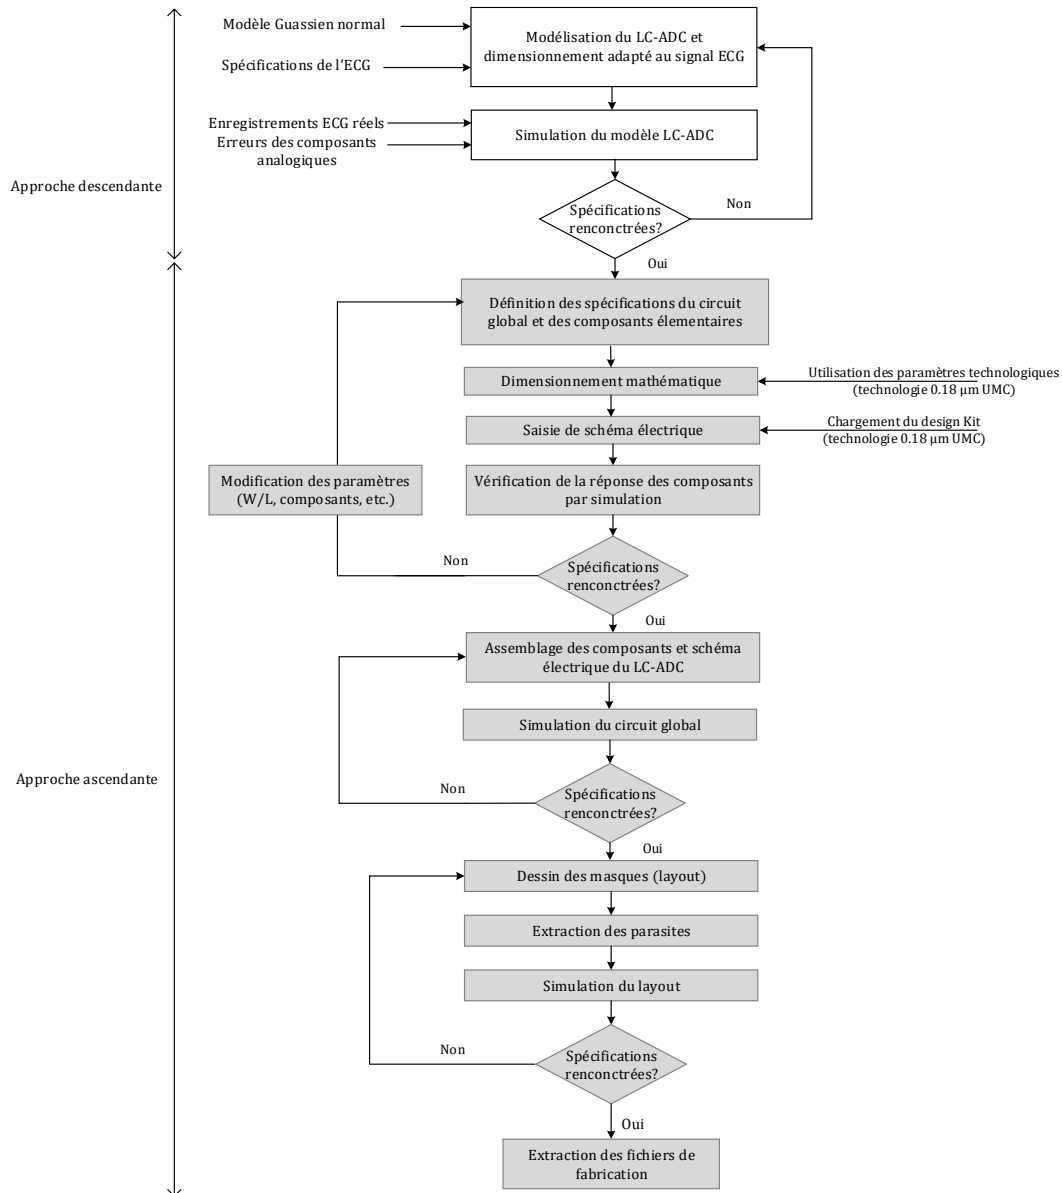 Modèle Guassien normal
Modélisation du LC-ADC et
dimensionnement adapté au signal ECG
Spécifications de l'ECG
Enregistrements ECG réels
Erreurs des composants
analogiques
Simulation du modèle LC-ADC
Approche descendante
Spécifications
renconctrées?
Non
Oui
Définition des spécifications du circuit
global et des composants élementaires
Dimensionnement mathématique
Utilisation des paramètres technologiques
(technologie 0.18 µm UMC)
Saisie de schéma électrique
Chargement du design Kit
(technologie 0.18 µm UMC)
Modification des paramètres
(W/L, composants, etc.)
Vérification de la réponse des composants
par simulation
Non
Spécifications
renconctrées?
Oui
Assemblage des composants et schéma
électrique du LC-ADC
Simulation du circuit global
Approche ascendante
Non
Spécifications
renconctrées?
Oui
Dessin des masques (layout)
Extraction des parasites
Simulation du layout
Non
Spécifications
renconctrées?
Oui
Extraction des fichiers de
fabrication